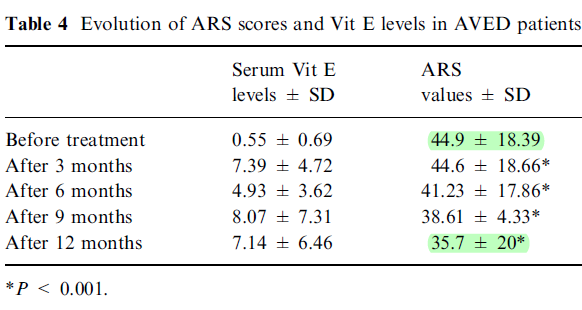 Table 4 Evolution of ARS scores and Vit E levels in AVED patients
Serum Vit E levels ± SD ARS values ± SD
Before treatment 0.55 ± 0.69 44.9 ± 18.39
After 3 months 7.39 ± 4.72 44.6 ± 18.66*
After 6 months 4.93 ± 3.62 41.23 ± 17.86*
After 9 months 8.07 ± 7.31 38.61 ± 4.33*
After 12 months 7.14 ± 6.46 35.7 ± 20*
*P < 0.001.